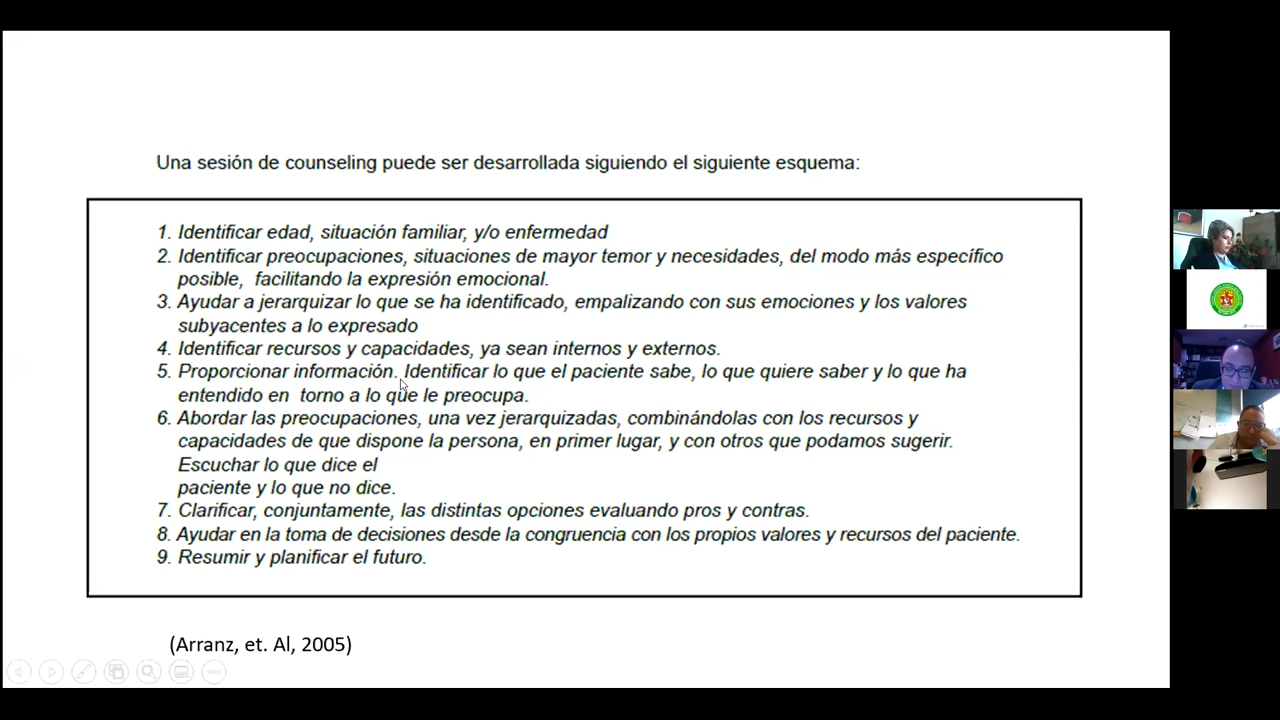 Una sesión de counseling puede ser desarrollada siguiendo el siguiente esquema:
1. Identificar edad, situación familiar, y/o enfermedad
2. Identificar preocupaciones, situaciones de mayor temor y necesidades, del modo más específico
posible, facilitando la expresión emocional.
3. Ayudar a jerarquizar lo que se ha identificado, empalizando con sus emociones y los valores
subyacentes a lo expresado
4. Identificar recursos y capacidades, ya sean internos y externos.
5. Proporcionar información. Identificar lo que el paciente sabe, lo que quiere saber y lo que ha
entendido en torno a lo que le preocupa.
6. Abordar las preocupaciones, una vez jerarquizadas, combinándolas con los recursos y
capacidades de que dispone la persona, en primer lugar, y con otros que podamos sugerir.
Escuchar lo que dice el
paciente y lo que no dice.
7. Clarificar, conjuntamente, las distintas opciones evaluando pros y contras.
8. Ayudar en la toma de decisiones desde la congruencia con los propios valores y recursos del paciente.
9. Resumir y planificar el futuro.
(Arranz, et. Al, 2005)